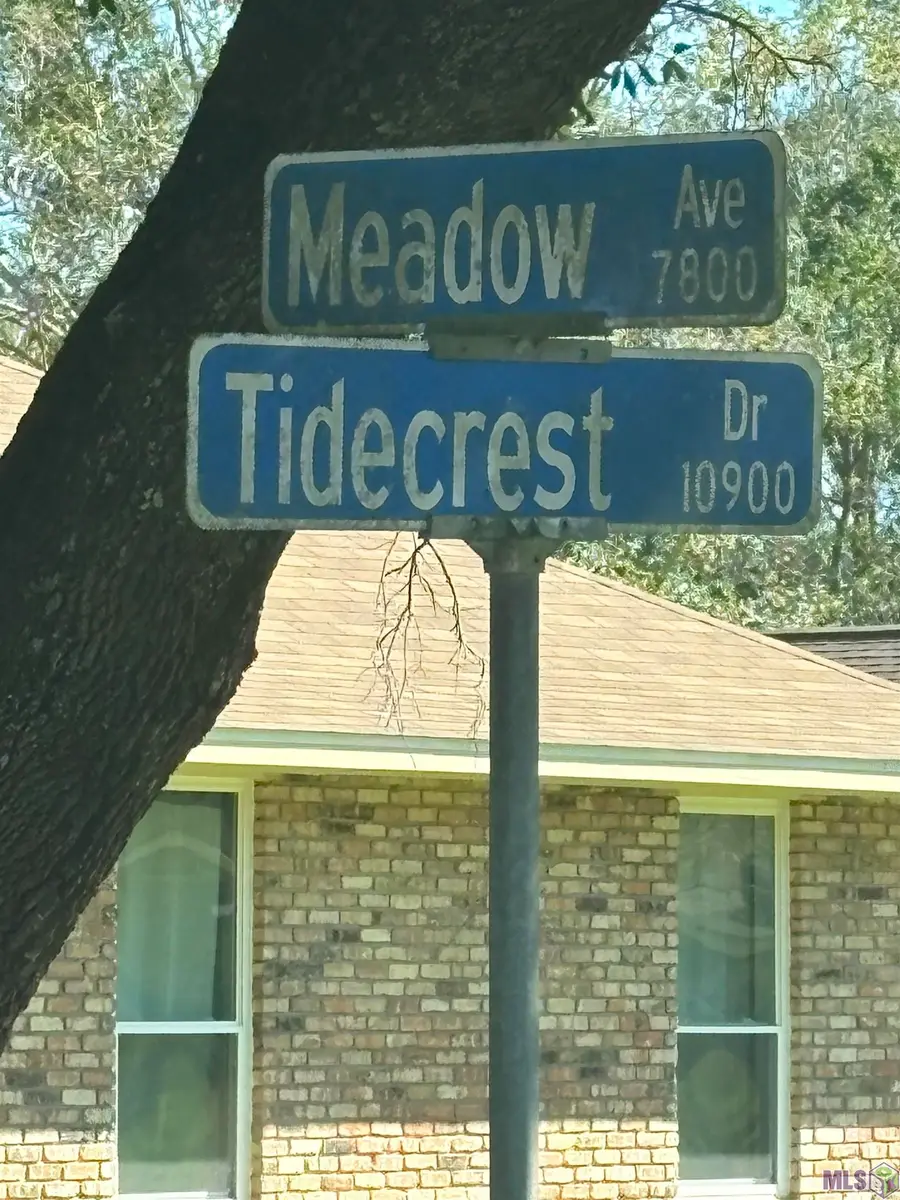 Meadow Ave
7800
Tidecrest Dr
10900
MLS